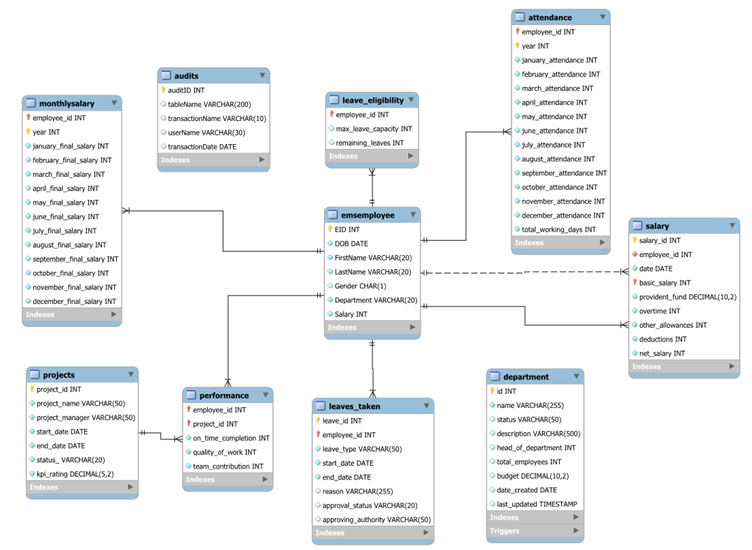 attendance
employee_id INT
year INT
january_attendance INT
february_attendance INT
march_attendance INT
april_attendance INT
may_attendance INT
june_attendance INT
july_attendance INT
august_attendance INT
september_attendance INT
october_attendance INT
november_attendance INT
december_attendance INT
total_working_days INT
Indexes
audits
auditID INT
tableName VARCHAR(200)
transactionName VARCHAR(10)
userName VARCHAR(30)
transactionDate DATE
Indexes
monthlysalary
employee_id INT
year INT
january_final_salary INT
february_final_salary INT
march_final_salary INT
april_final_salary INT
may_final_salary INT
june_final_salary INT
july_final_salary INT
august_final_salary INT
september_final_salary INT
october_final_salary INT
november_final_salary INT
december_final_salary INT
Indexes
leave_eligibility
employee_id INT
max_leave_capacity INT
remaining_leaves INT
Indexes
emsemployee
EID INT
DOB DATE
FirstName VARCHAR(20)
LastName VARCHAR(20)
Gender CHAR(1)
Department VARCHAR(20)
Salary INT
Indexes
salary
salary_id INT
employee_id INT
date DATE
basic_salary INT
provident_fund DECIMAL(10,2)
overtime INT
other_allowances INT
deductions INT
net_salary INT
Indexes
projects
project_id INT
project_name VARCHAR(50)
project_manager VARCHAR(50)
start_date DATE
end_date DATE
status_ VARCHAR(20)
kpi_rating DECIMAL(5,2)
Indexes
performance
employee_id INT
project_id INT
on_time_completion INT
quality_of_work INT
team_contribution INT
Indexes
leaves_taken
leave_id INT
employee_id INT
leave_type VARCHAR(50)
start_date DATE
end_date DATE
reason VARCHAR(255)
approval_status VARCHAR(20)
approving_authority VARCHAR(50)
Indexes
department
id INT
name VARCHAR(255)
status VARCHAR(50)
description VARCHAR(500)
head_of_department INT
total_employees INT
budget DECIMAL(10,2)
date_created DATE
last_updated TIMESTAMP
Indexes
Triggers